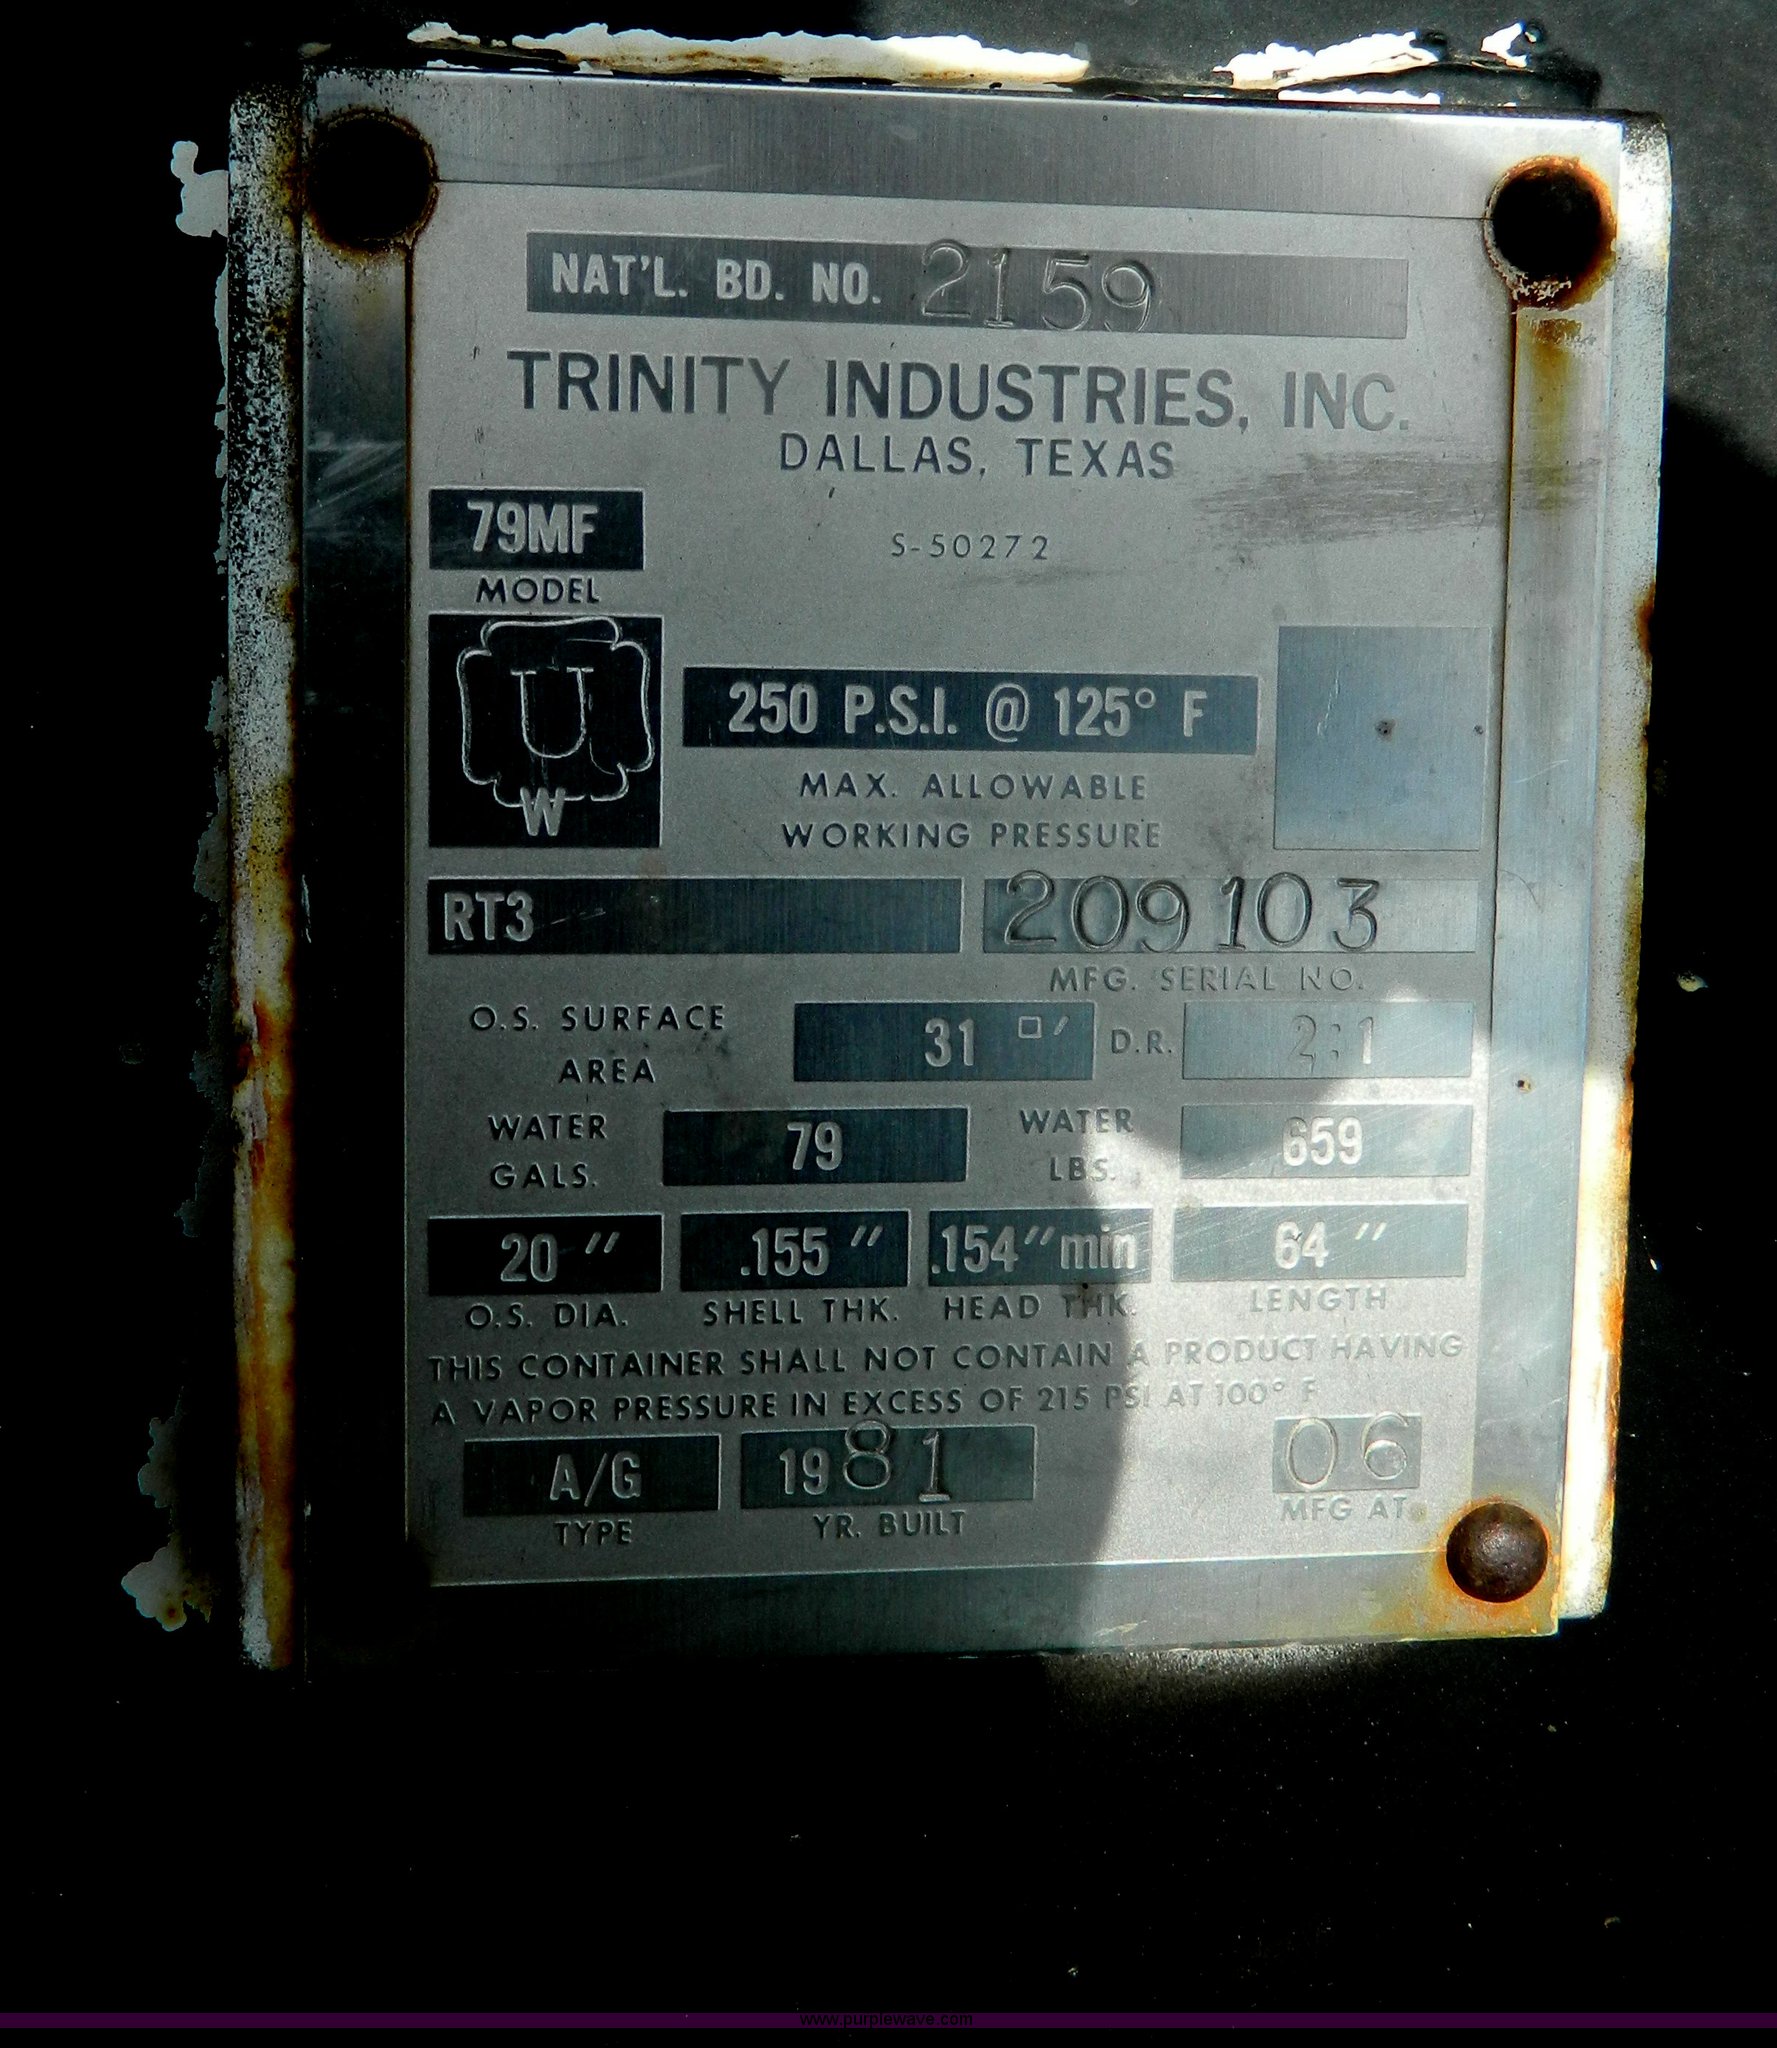 NAT'L. BD. NO. 2159
TRINITY INDUSTRIES, INC.
DALLAS, TEXAS
79MF
S-50272
MODEL
U
W
250 P.S.I. @ 125° F
MAX. ALLOWABLE
WORKING PRESSURE
RT3 209103
MFG. SERIAL NO.
O.S. SURFACE AREA 31 □' D.R. 2:1
WATER GALS. 79 WATER LBS. 659
20" .155" .154" min 64"
O.S. DIA. SHELL THK. HEAD THK. LENGTH
THIS CONTAINER SHALL NOT CONTAIN A PRODUCT HAVING
A VAPOR PRESSURE IN EXCESS OF 215 PSI AT 100° F
A/G 1981 06
TYPE YR. BUILT MFG AT.
www.purplewave.com